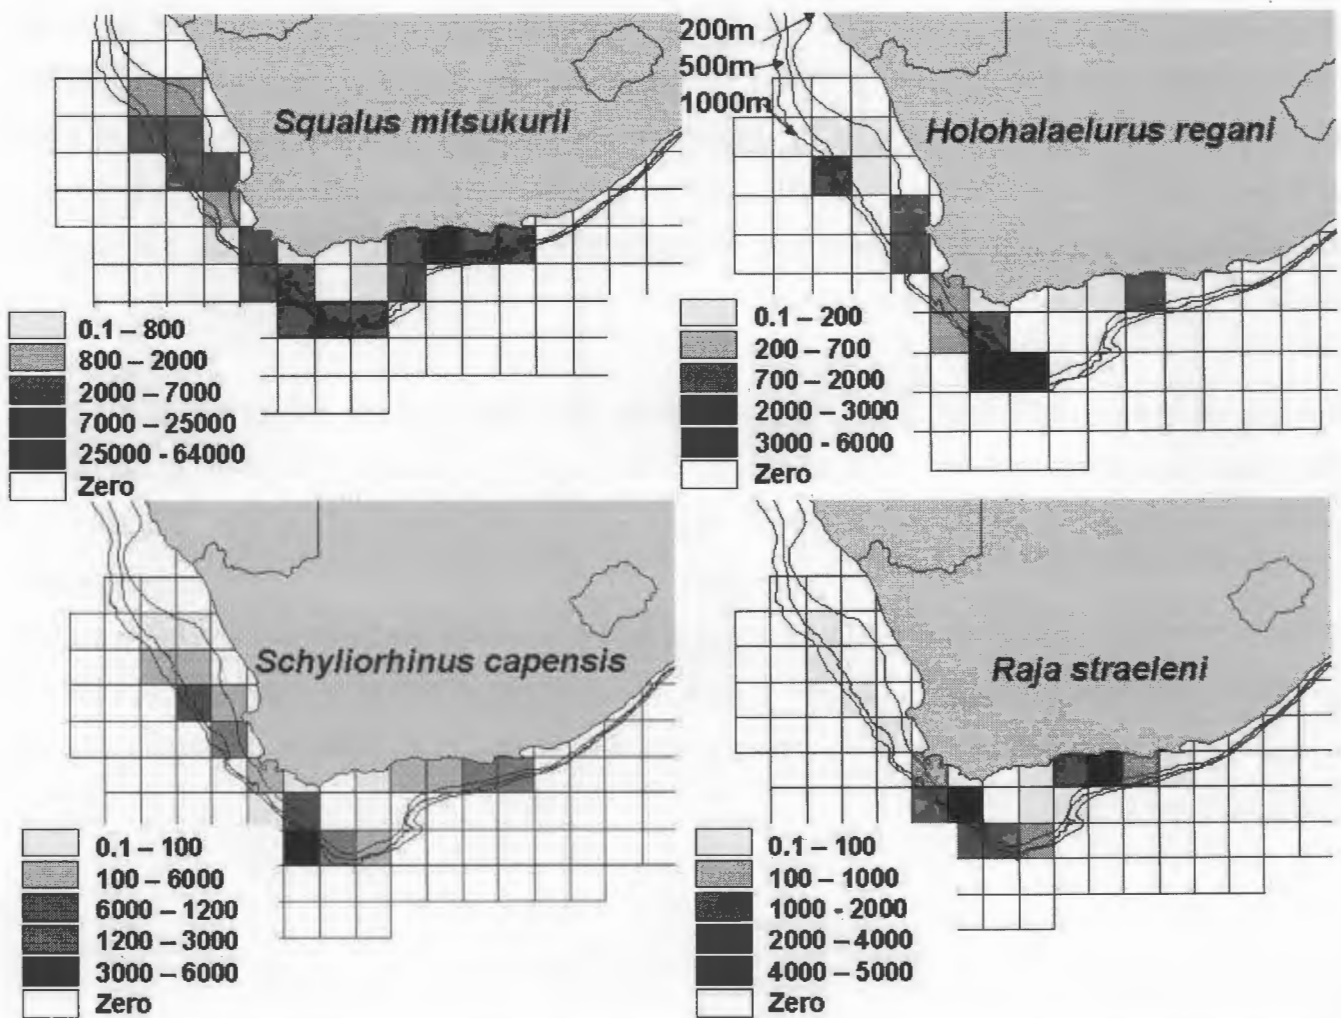 Squalus mitsukurii
0.1 – 800
800 – 2000
2000 – 7000
7000 – 25000
25000 - 64000
Zero
200m
500m
1000m
Holohalaelurus regani
0.1 – 200
200 – 700
700 – 2000
2000 – 3000
3000 - 6000
Zero
Schyliorhinus capensis
0.1 – 100
100 – 6000
6000 – 1200
1200 – 3000
3000 – 6000
Zero
Raja straeleni
0.1 – 100
100 – 1000
1000 - 2000
2000 – 4000
4000 – 5000
Zero